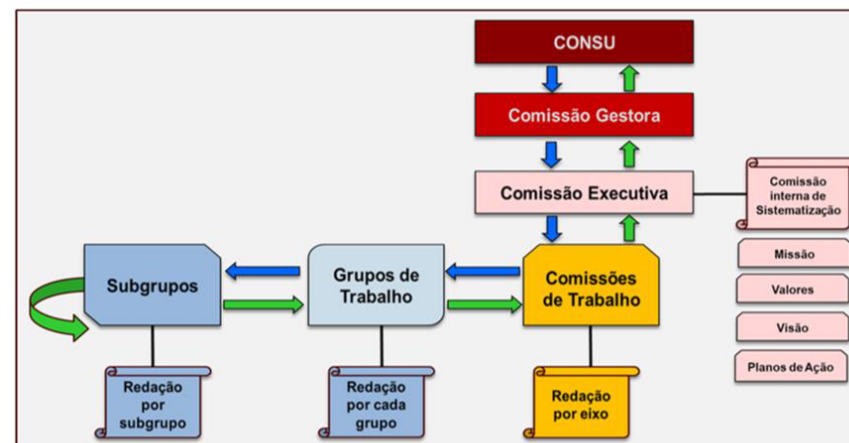 CONSU
Comissão Gestora
Comissão Executiva
Comissão
interna de
Sistematização
Missão
Valores
Visão
Planos de Ação
Subgrupos
Grupos de
Trabalho
Comissões
de Trabalho
Redação
por
subgrupo
Redação
por cada
grupo
Redação
por eixo